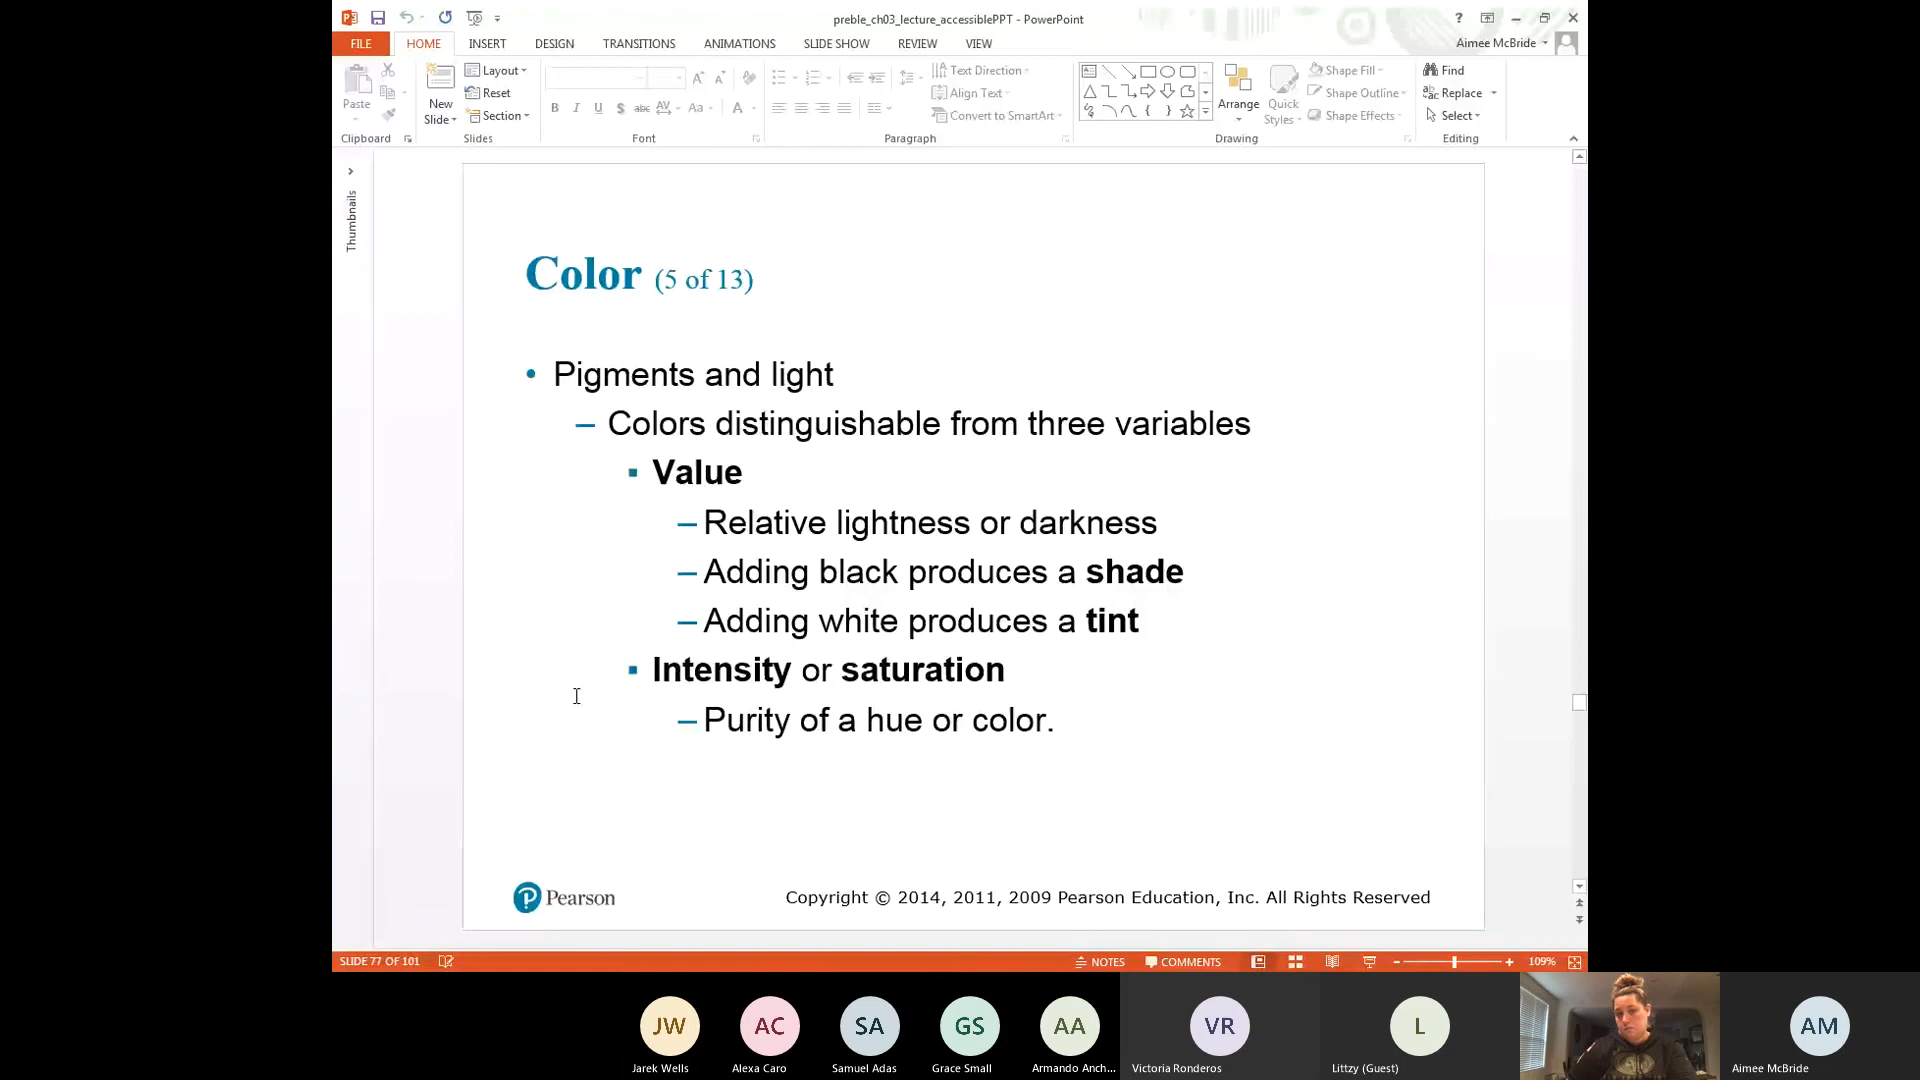 preble_ch03_lecture_accessiblePPT - PowerPoint
?
FILE
HOME
INSERT
DESIGN
TRANSITIONS
ANIMATIONS
SLIDE SHOW
REVIEW
VIEW
Aimee McBride
Paste
Clipboard
New
Slide
Layout
Reset
Section
Slides
B I U S abc AV Aa A
Font
Text Direction
Align Text
Convert to SmartArt
Paragraph
Arrange
Quick
Styles
Shape Fill
Shape Outline
Shape Effects
Drawing
Find
Replace
Select
Editing
Thumbnails
Color (5 of 13)
• Pigments and light
– Colors distinguishable from three variables
▪ Value
– Relative lightness or darkness
– Adding black produces a shade
– Adding white produces a tint
▪ Intensity or saturation
– Purity of a hue or color.
P Pearson
Copyright © 2014, 2011, 2009 Pearson Education, Inc. All Rights Reserved
SLIDE 77 OF 101
NOTES
COMMENTS
109%
JW
Jarek Wells
AC
Alexa Caro
SA
Samuel Adas
GS
Grace Small
AA
Armando Anch...
VR
Victoria Ronderos
L
Littzy (Guest)
AM
Aimee McBride